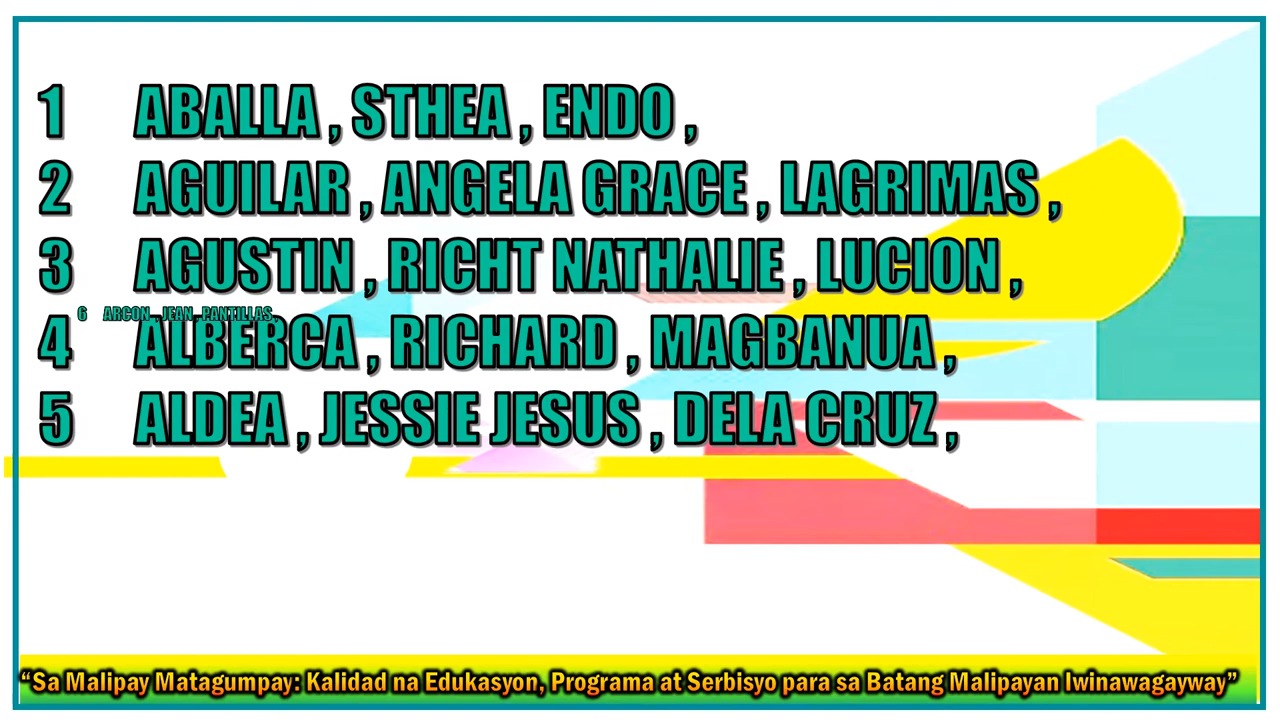 1 ABALLA , STHEA , ENDO ,
2 AGUILAR , ANGELA GRACE , LAGRIMAS ,
3 AGUSTIN , RICHT NATHALIE , LUCION ,
6 ARCON , JEAN , PANTILLAS ,
4 ALBERCA , RICHARD , MAGBANUA ,
5 ALDEA , JESSIE JESUS , DELA CRUZ ,
“Sa Malipay Matagumpay: Kalidad na Edukasyon, Programa at Serbisyo para sa Batang Malipayan Iwinawagayway”